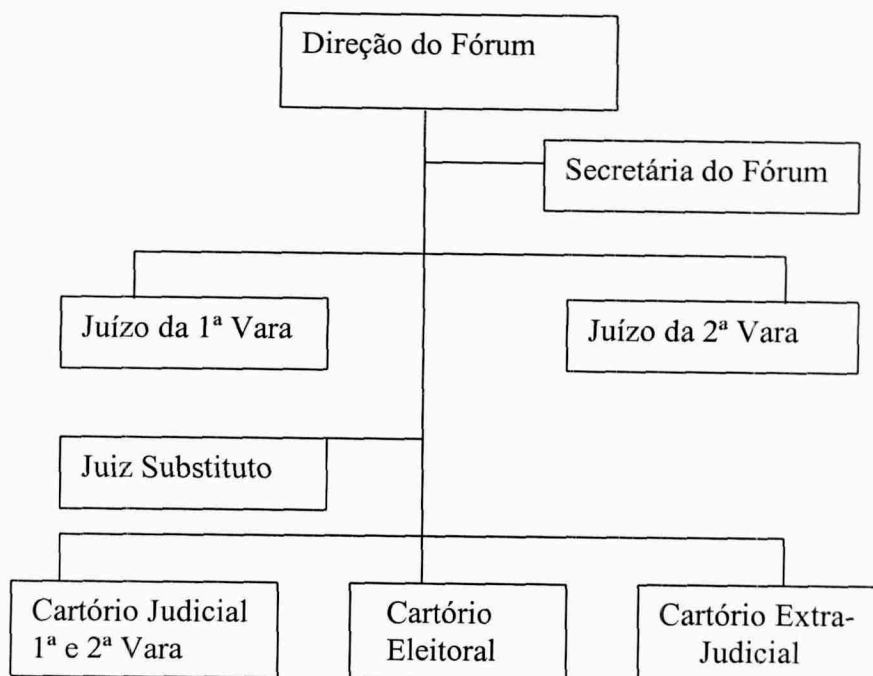 Direção do Fórum
Secretária do Fórum
Juízo da 1ª Vara
Juízo da 2ª Vara
Juiz Substituto
Cartório Judicial
1ª e 2ª Vara
Cartório
Eleitoral
Cartório Extra-
Judicial